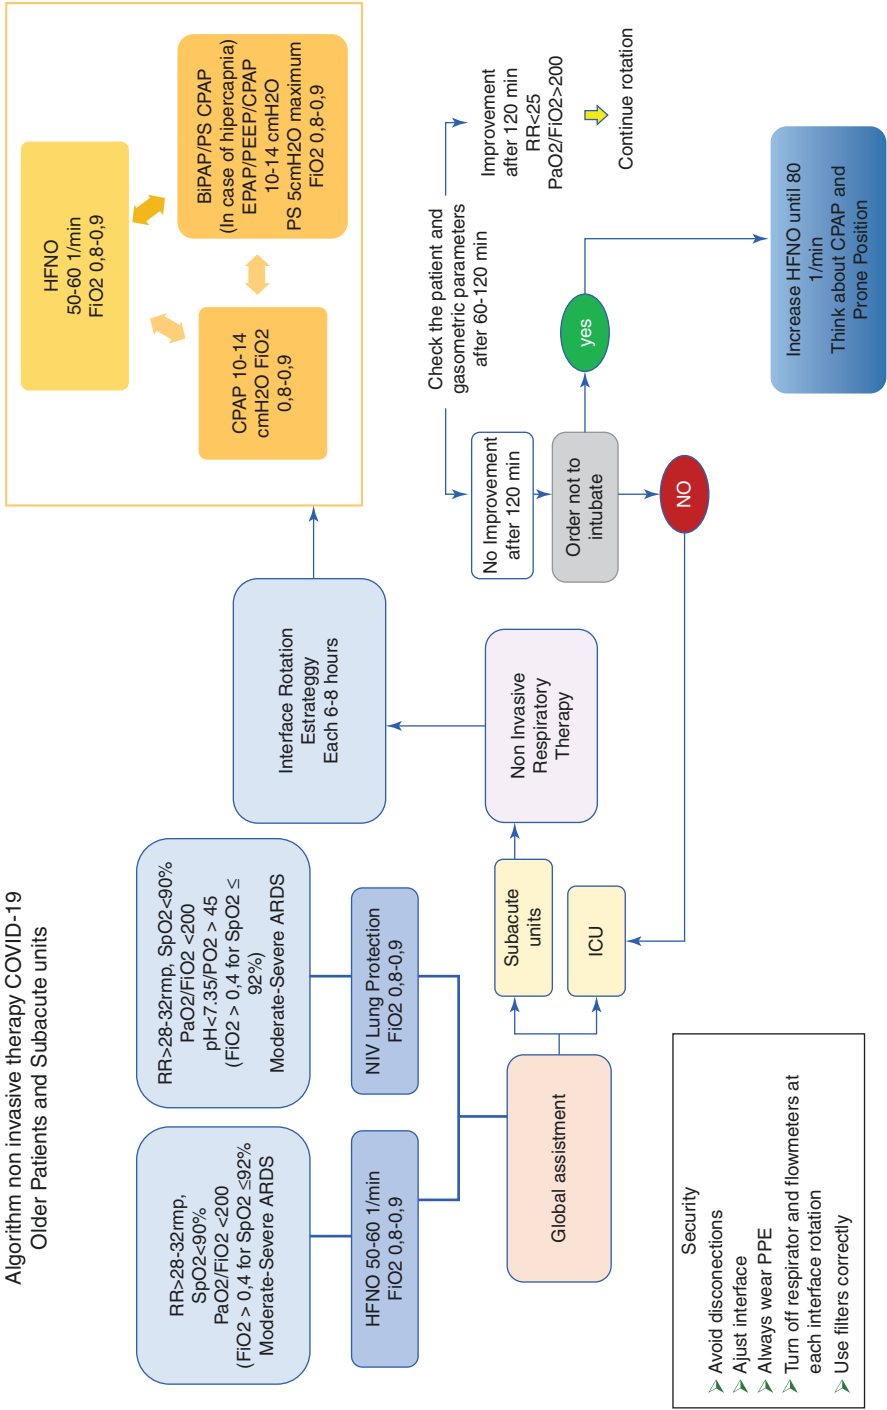 Algorithm non invasive therapy COVID-19
Older Patients and Subacute units
RR>28-32rmp,
SpO2<90%
PaO2/FiO2 <200
(FiO2 > 0,4 for SpO2 ≤92%
Moderate-Severe ARDS
HFNO 50-60 1/min
FiO2 0,8-0,9
RR>28-32rmp, SpO2<90%
PaO2/FiO2 <200
pH<7.35/PO2 > 45
(FiO2 > 0,4 for SpO2 ≤
92%)
Moderate-Severe ARDS
NIV Lung Protection
FiO2 0,8-0,9
Global assistment
Subacute
units
ICU
Non Invasive
Respiratory
Therapy
Interface Rotation
Estrateggy
Each 6-8 hours
HFNO
50-60 1/min
FiO2 0,8-0,9
CPAP 10-14
cmH2O FiO2
0,8-0,9
BiPAP/PS CPAP
(In case of hipercapnia)
EPAP/PEEP/CPAP
10-14 cmH2O
PS 5cmH2O maximum
FiO2 0,8-0,9
Check the patient and
gasometric parameters
after 60-120 min
No Improvement
after 120 min
Order not to
intubate
NO
yes
Improvement
after 120 min
RR<25
PaO2/FiO2>200
Continue rotation
Increase HFNO until 80
1/min
Think about CPAP and
Prone Position
Security
Avoid disconections
Ajust interface
Always wear PPE
Turn off respirator and flowmeters at
each interface rotation
Use filters correctly